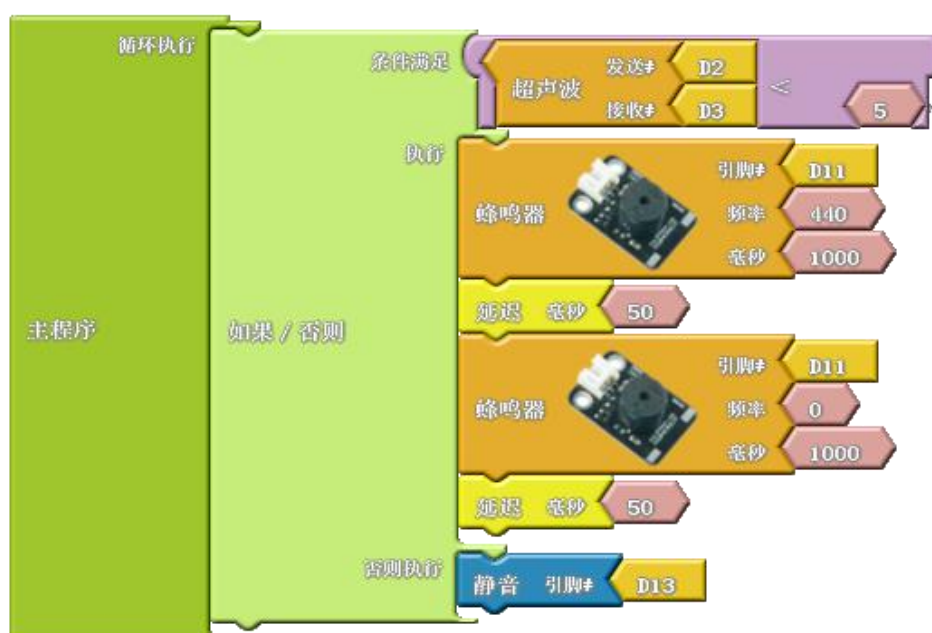 循环执行
条件满足
超声波
发送# D2
接收# D3
<
5
执行
蜂鸣器
引脚# D11
频率 440
毫秒 1000
延迟 毫秒 50
主程序
如果 / 否则
蜂鸣器
引脚# D11
频率 0
毫秒 1000
延迟 毫秒 50
否则执行
静音 引脚# D13